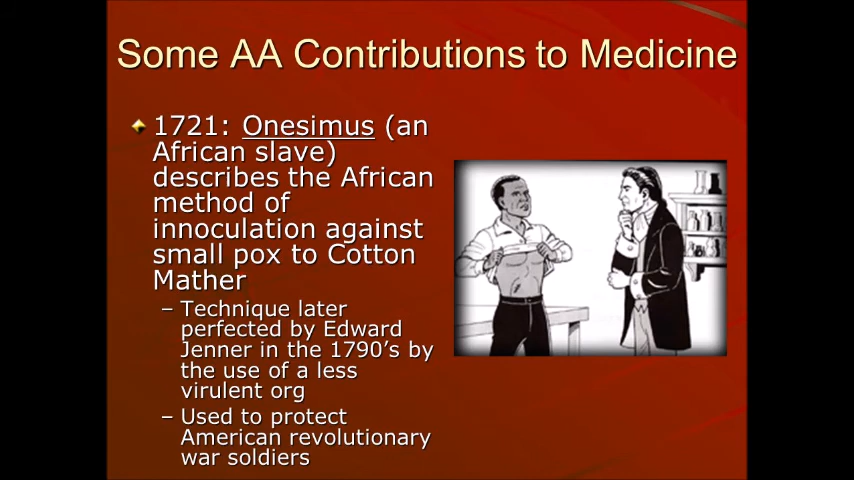 Some AA Contributions to Medicine
1721: Onesimus (an
African slave)
describes the African
method of
innoculation against
small pox to Cotton
Mather
– Technique later
perfected by Edward
Jenner in the 1790's by
the use of a less
virulent org
– Used to protect
American revolutionary
war soldiers